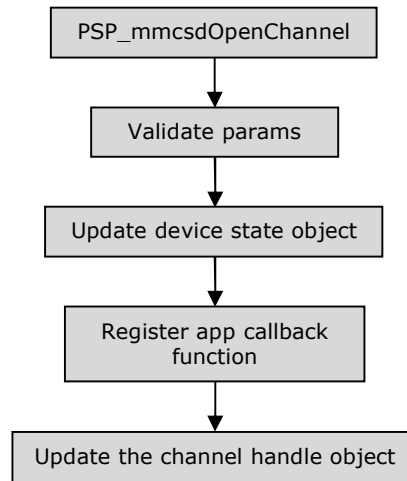 PSP_mmcsdOpenChannel
Validate params
Update device state object
Register app callback
function
Update the channel handle object